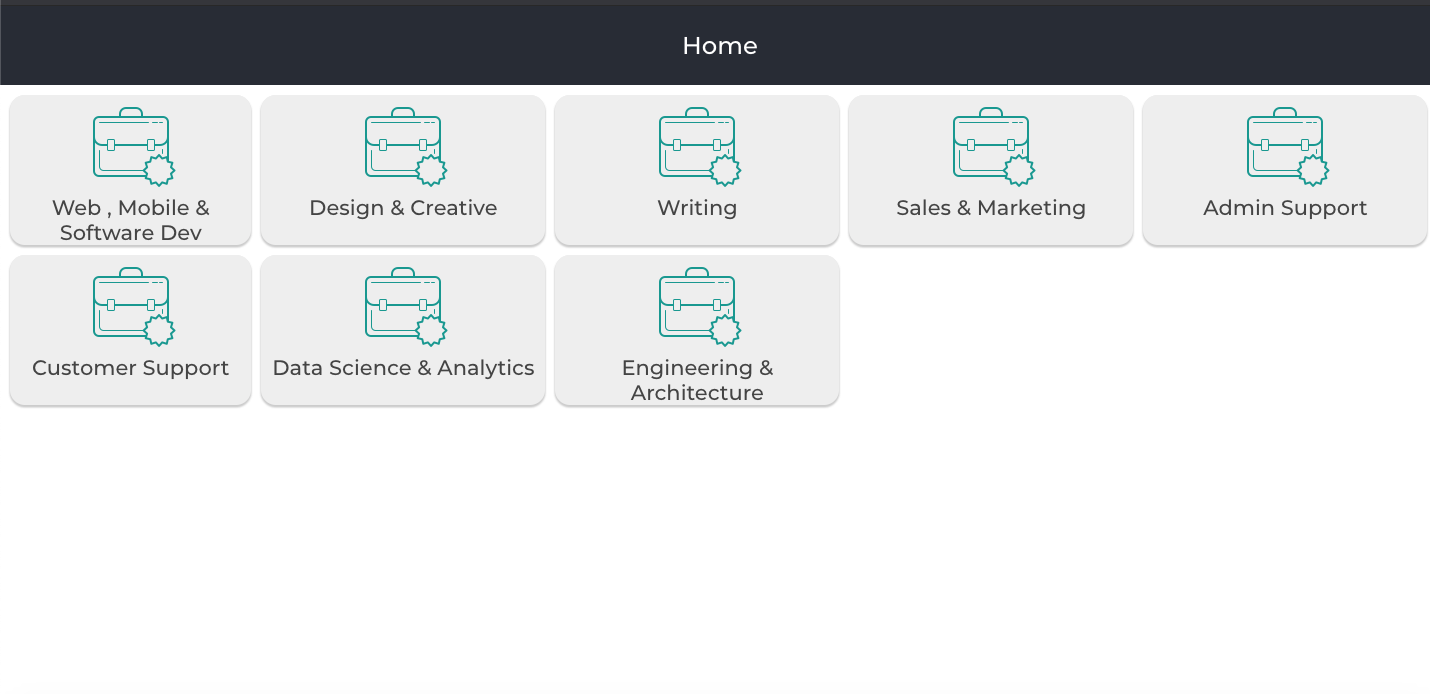 Home
Web , Mobile &
Software Dev
Design & Creative
Writing
Sales & Marketing
Admin Support
Customer Support
Data Science & Analytics
Engineering &
Architecture